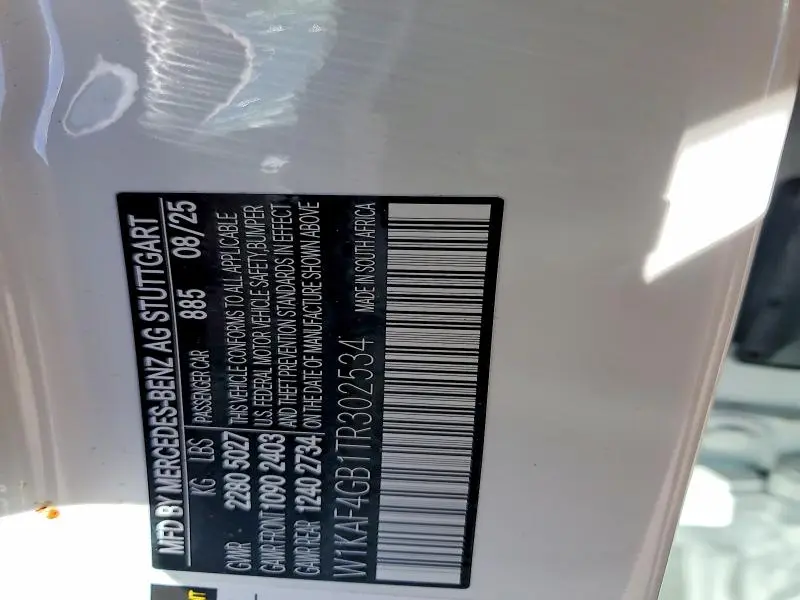 MFD BY MERCEDES-BENZ AG STUTTGART
KG LBS PASSENGER CAR 885 08/25
GVWR 2280 5027 THIS VEHICLE CONFORMS TO ALL APPLICABLE
GAWR FRONT 1090 2403 U.S. FEDERAL MOTOR VEHICLE SAFETY,BUMPER
GAWR REAR 1240 2734 AND THEFT PREVENTION STANDARDS IN EFFECT
ON THE DATE OF MANUFACTURE SHOWN ABOVE
W1KAF4GB1TR302534 MADE IN SOUTH AFRICA